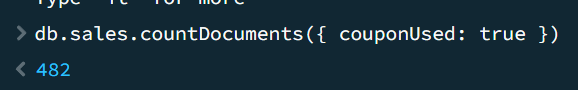 Type "it" for more
> db.sales.countDocuments({ couponUsed: true })
< 482